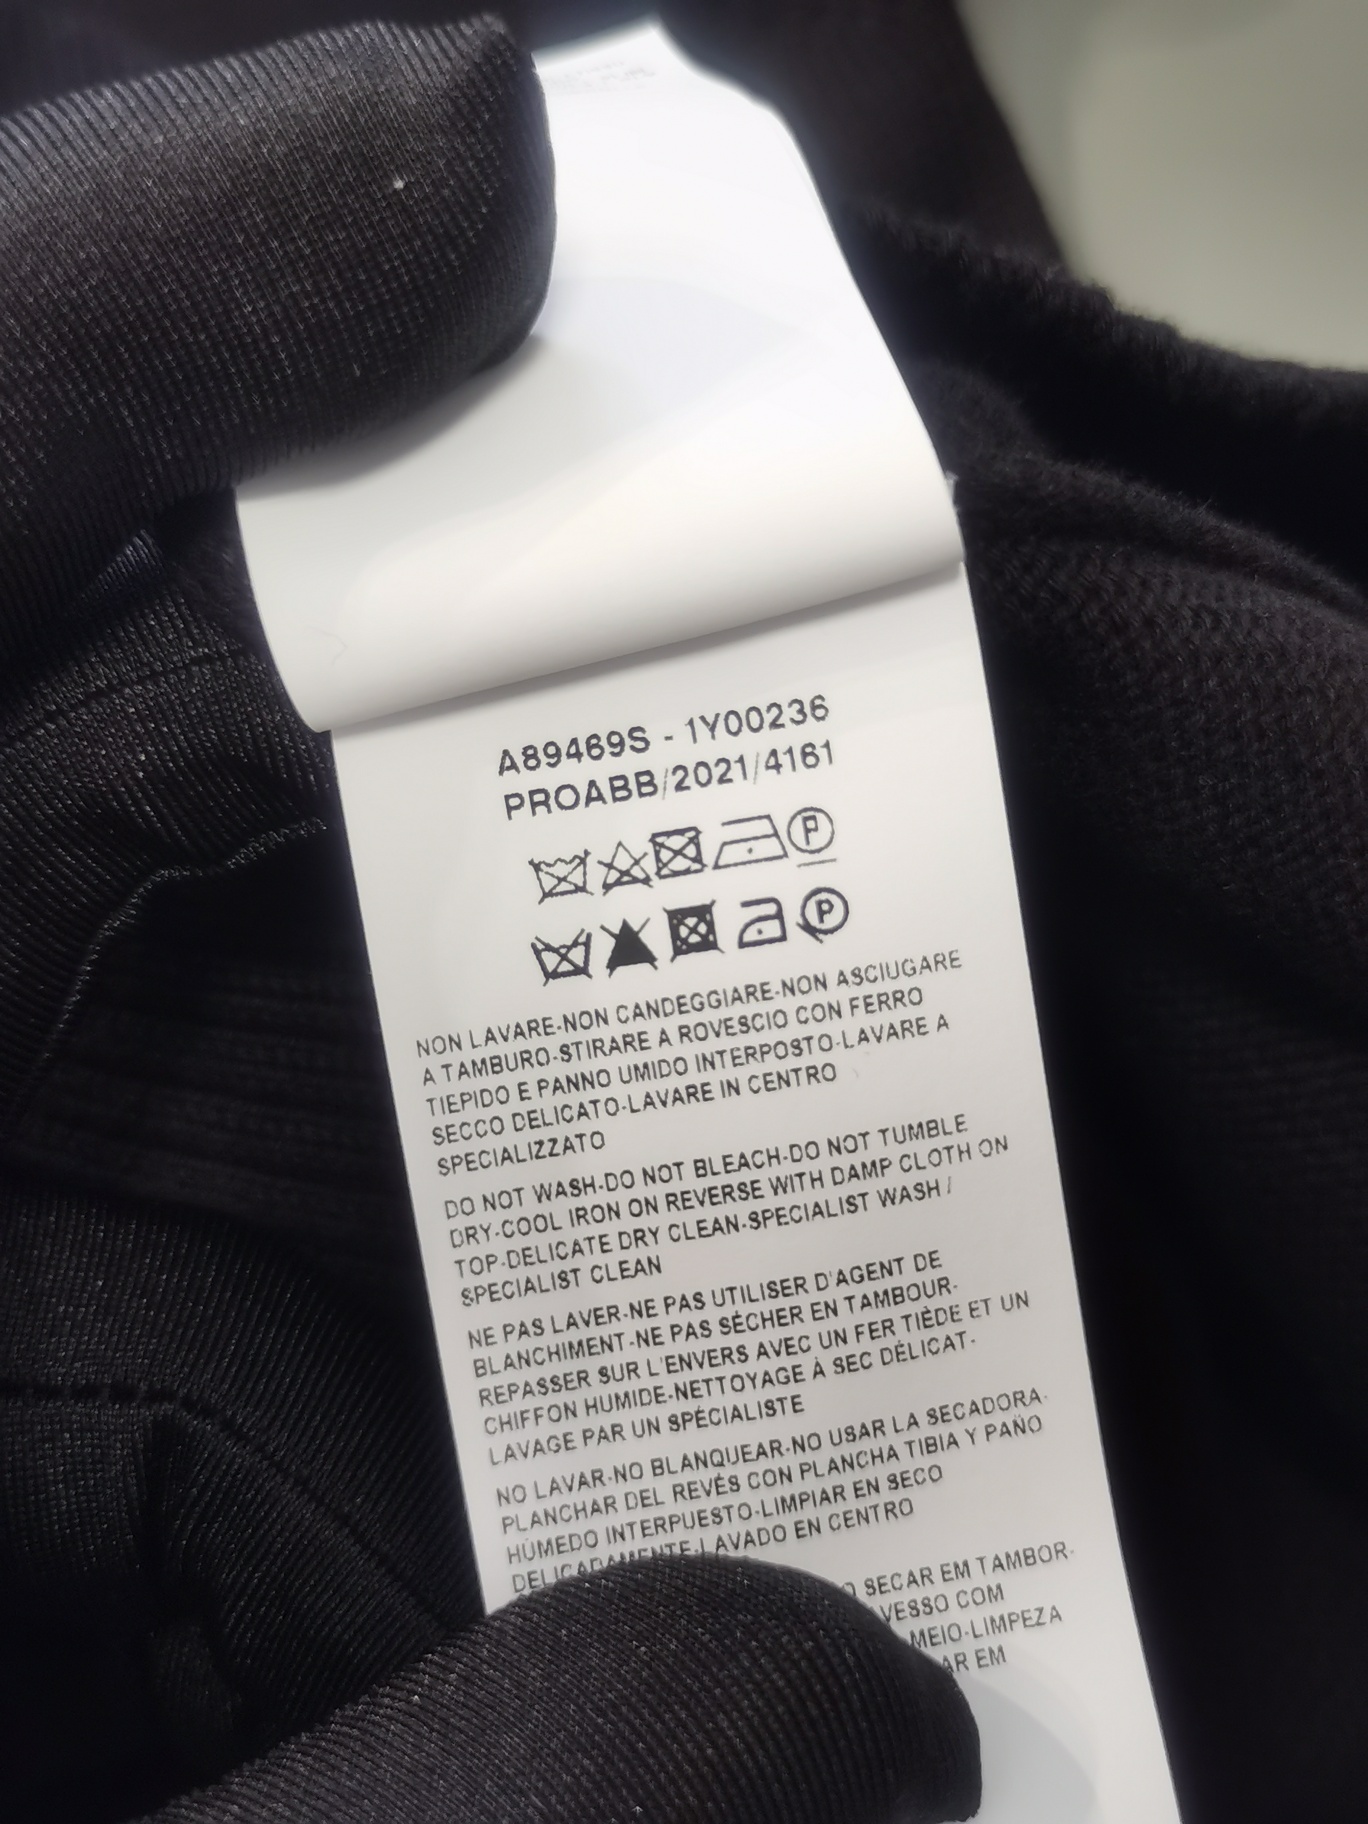 A89469S - 1Y00236
PROABB/2021/4161
P
P
NON LAVARE-NON CANDEGGIARE-NON ASCIUGARE
A TAMBURO-STIRARE A ROVESCIO CON FERRO
TIEPIDO E PANNO UMIDO INTERPOSTO-LAVARE A
SECCO DELICATO-LAVARE IN CENTRO
SPECIALIZZATO
DO NOT WASH-DO NOT BLEACH-DO NOT TUMBLE
DRY-COOL IRON ON REVERSE WITH DAMP CLOTH ON
TOP-DELICATE DRY CLEAN-SPECIALIST WASH /
SPECIALIST CLEAN
NE PAS LAVER-NE PAS UTILISER D'AGENT DE
BLANCHIMENT-NE PAS SÉCHER EN TAMBOUR-
REPASSER SUR L'ENVERS AVEC UN FER TIÈDE ET UN
CHIFFON HUMIDE-NETTOYAGE À SEC DÉLICAT-
LAVAGE PAR UN SPÉCIALISTE
NO LAVAR-NO BLANQUEAR-NO USAR LA SECADORA-
PLANCHAR DEL REVÉS CON PLANCHA TIBIA Y PAÑO
HÚMEDO INTERPUESTO-LIMPIAR EN SECO
DELICADAMENTE-LAVADO EN CENTRO
SECAR EM TAMBOR-
COM
MEIO-LIMPEZA
EM